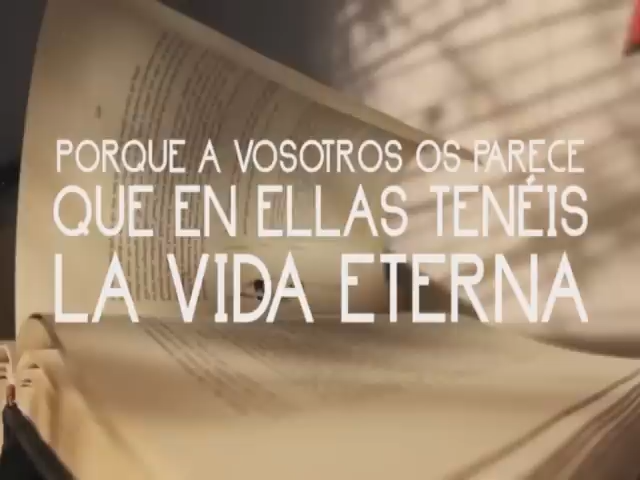 PORQUE A VOSOTROS OS PARECE
QUE EN ELLAS TENÉIS
LA VIDA ETERNA